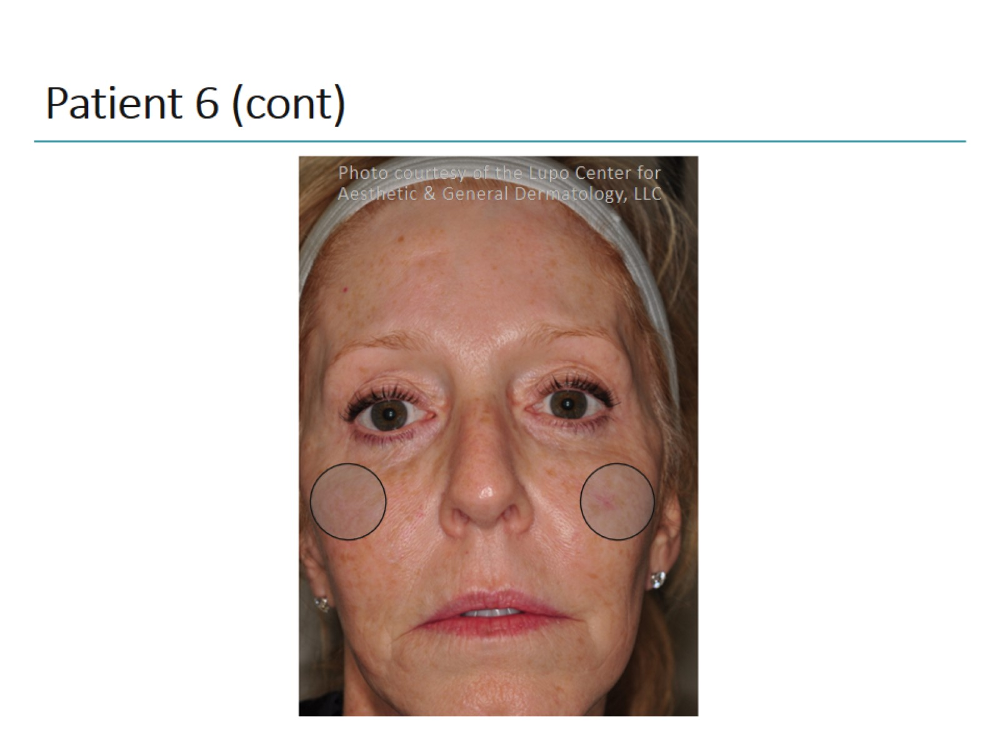 Patient 6 (cont)
Photo courtesy of the Lupo Center for
Aesthetic & General Dermatology, LLC